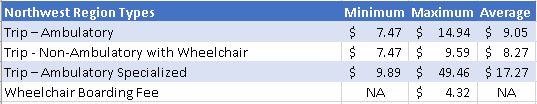 Northwest Region Types Minimum Maximum Average
Trip – Ambulatory $ 7.47 $ 14.94 $ 9.05
Trip - Non-Ambulatory with Wheelchair $ 7.47 $ 9.59 $ 8.27
Trip – Ambulatory Specialized $ 9.89 $ 49.46 $ 17.27
Wheelchair Boarding Fee NA $ 4.32 NA